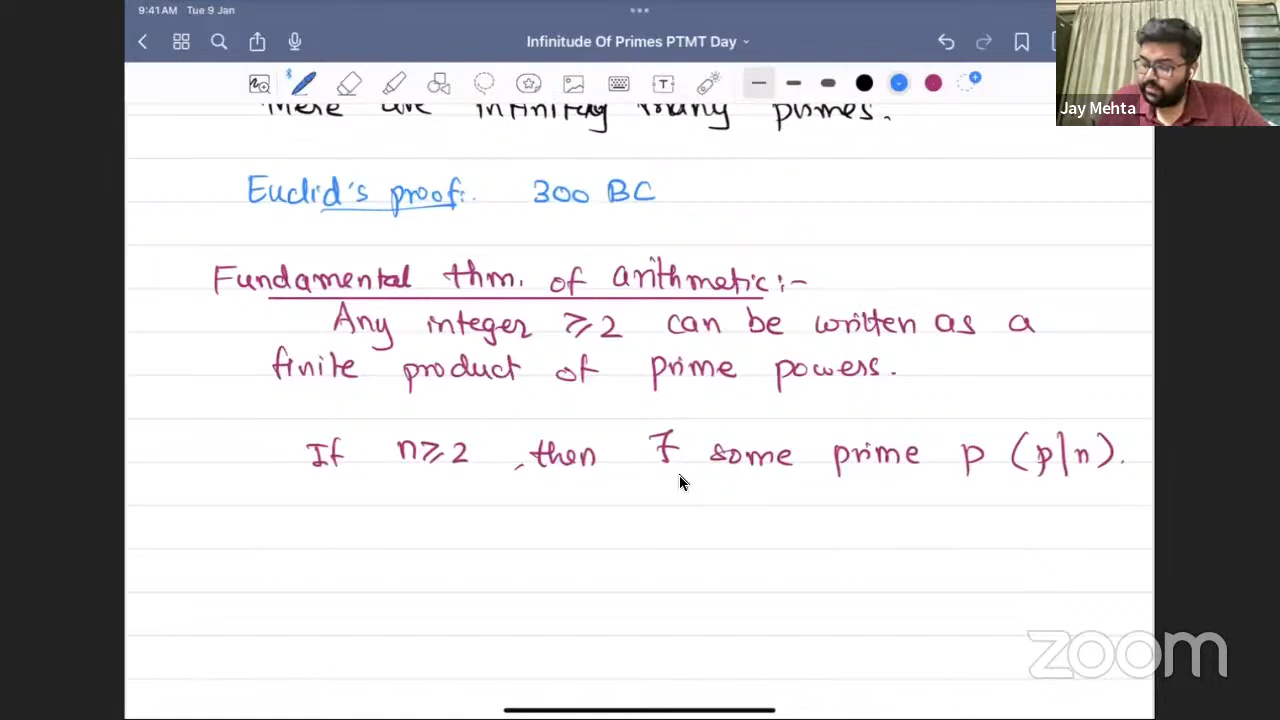 9:41AM Tue 9 Jan
Infinitude Of Primes PTMT Day
Jay Mehta
There are infinitely many primes.
Euclid's proof:. 300 BC
Fundamental thm. of arithmetic:-
Any integer ⩾2 can be written as a
finite product of prime powers.
If n⩾2, then ∃ some prime p (p|n).
zoom